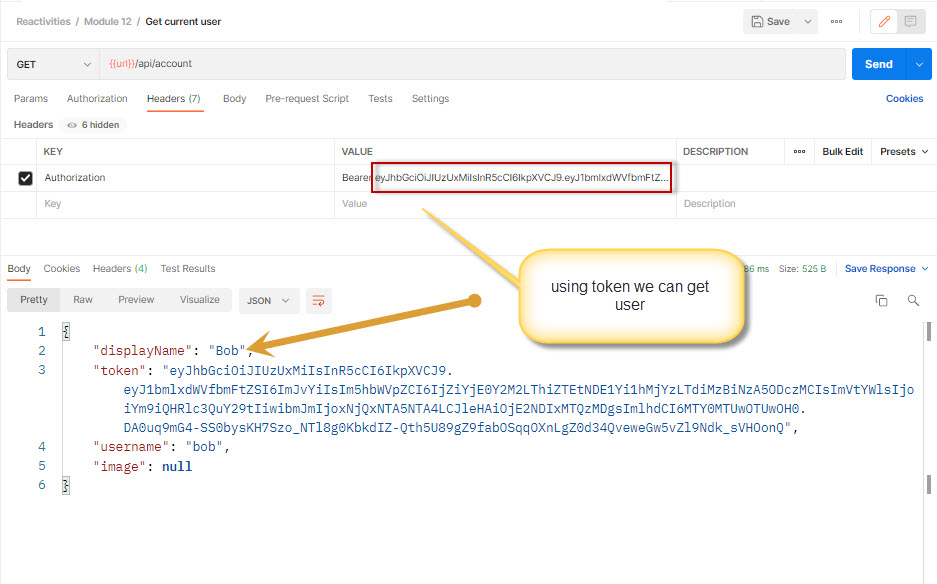 Reactivities / Module 12 / Get current user
Save
GET {{url}}/api/account Send
Params Authorization Headers (7) Body Pre-request Script Tests Settings Cookies
Headers 6 hidden
KEY VALUE DESCRIPTION Bulk Edit Presets
Authorization Bearer eyJhbGciOiJIUzUxMiIsInR5cCI6IkpXVCJ9.eyJ1bmlxdWVfbmFtZ...
Key Value Description
Body Cookies Headers (4) Test Results 86 ms Size: 525 B Save Response
using token we can get
user
Pretty Raw Preview Visualize JSON
1 {
2 "displayName": "Bob",
3 "token": "eyJhbGciOiJIUzUxMiIsInR5cCI6IkpXVCJ9.
eyJ1bmlxdWVfbmFtZSI6ImJvYiIsIm5hbWVpZCI6IjZiYjE0Y2M2LThiZTEtNDE1Yi1hMjYzLTdiMzBiNzA5ODczMCIsImVtYWlsIjo
iYm9iQHRlc3QuY29tIiwibmJmIjoxNjQxNTA5NTA4LCJleHAiOjE2NDIxMTQzMDgsImlhdCI6MTY0MTUwOTUwOH0.
DA0uq9mG4-SS0bysKH7Szo_NTl8g0KbkdIZ-Qth5U89gZ9fabOSqqOXnLgZ0d34QveweGw5vZl9Ndk_sVHOonQ",
4 "username": "bob",
5 "image": null
6 }